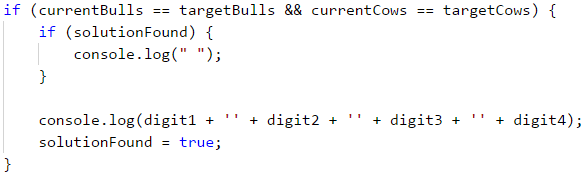 if (currentBulls == targetBulls && currentCows == targetCows) {
    if (solutionFound) {
        console.log(" ");
    }

    console.log(digit1 + '' + digit2 + '' + digit3 + '' + digit4);
    solutionFound = true;
}